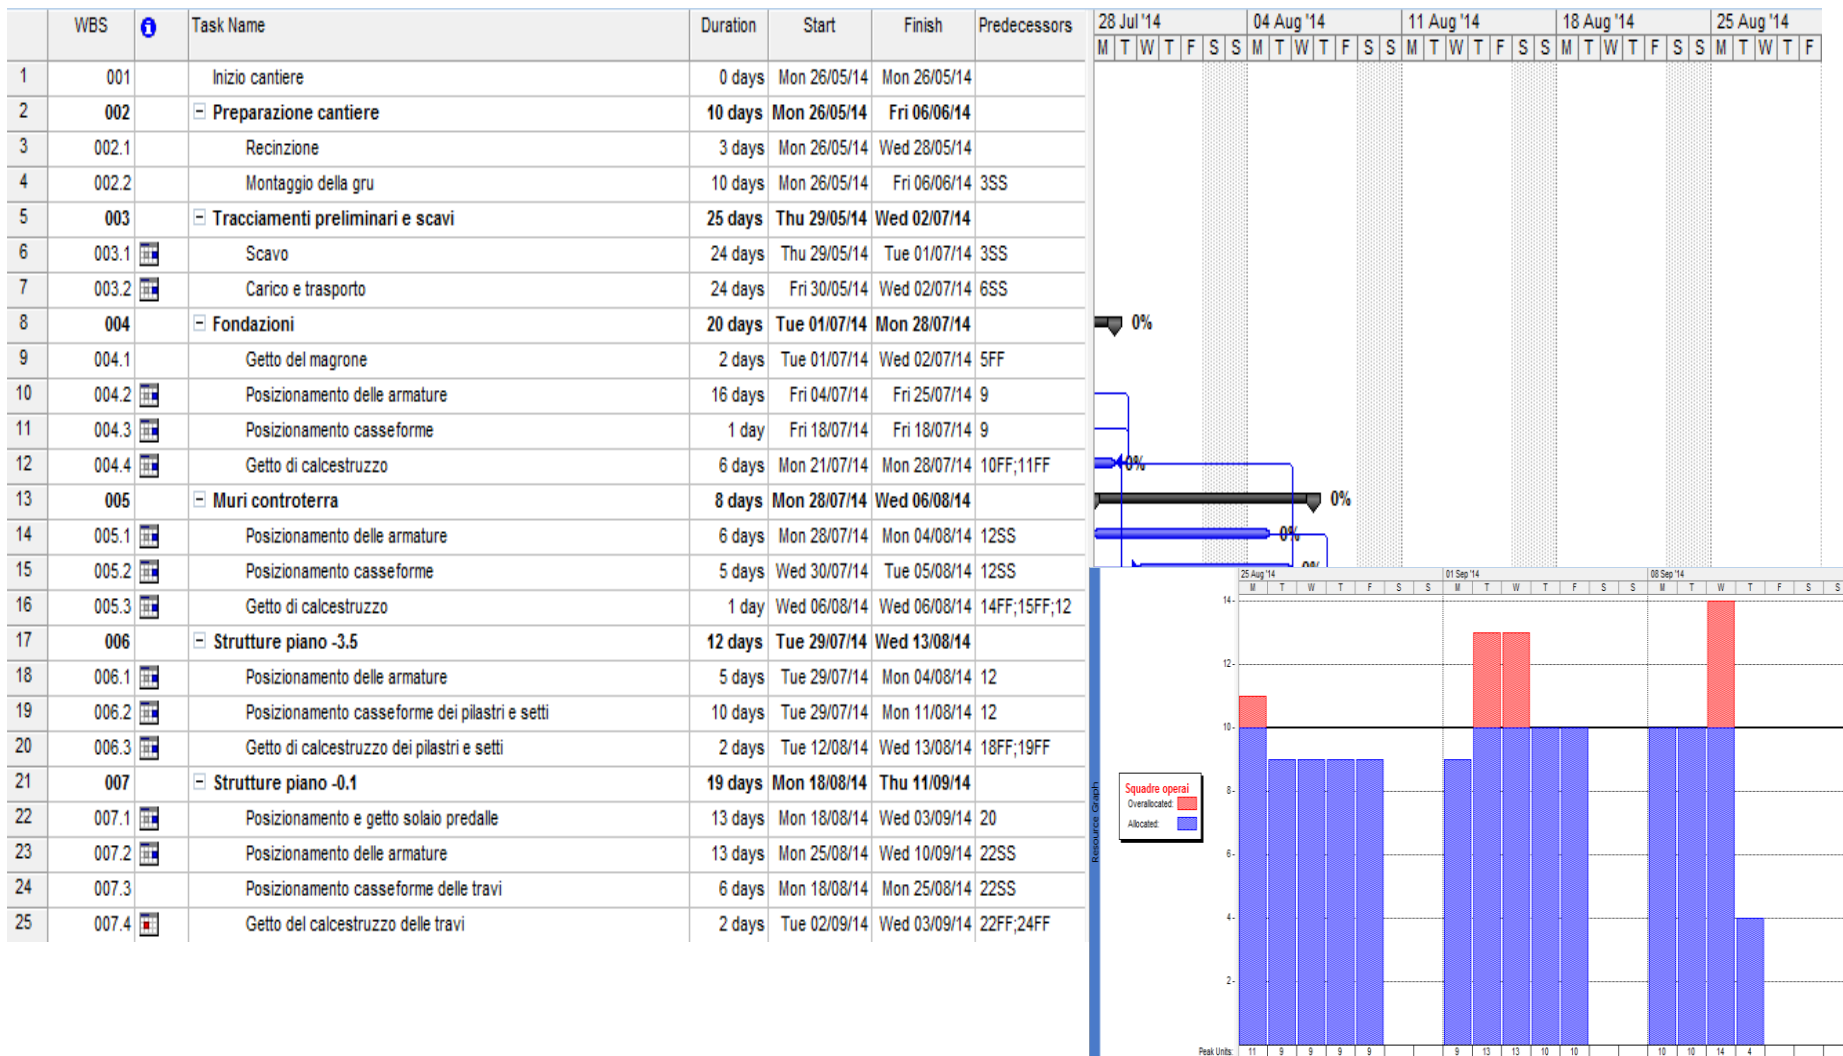 WBS Task Name Duration Start Finish Predecessors
28 Jul '14 04 Aug '14 11 Aug '14 18 Aug '14 25 Aug '14
M T W T F S S M T W T F S S M T W T F S S M T W T F S S M T W T F
1 001 Inizio cantiere 0 days Mon 26/05/14 Mon 26/05/14
2 002 Preparazione cantiere 10 days Mon 26/05/14 Fri 06/06/14
3 002.1 Recinzione 3 days Mon 26/05/14 Wed 28/05/14
4 002.2 Montaggio della gru 10 days Mon 26/05/14 Fri 06/06/14 3SS
5 003 Tracciamenti preliminari e scavi 25 days Thu 29/05/14 Wed 02/07/14
6 003.1 Scavo 24 days Thu 29/05/14 Tue 01/07/14 3SS
7 003.2 Carico e trasporto 24 days Fri 30/05/14 Wed 02/07/14 6SS
8 004 Fondazioni 20 days Tue 01/07/14 Mon 28/07/14 0%
9 004.1 Getto del magrone 2 days Tue 01/07/14 Wed 02/07/14 5FF
10 004.2 Posizionamento delle armature 16 days Fri 04/07/14 Fri 25/07/14 9
11 004.3 Posizionamento casseforme 1 day Fri 18/07/14 Fri 18/07/14 9
12 004.4 Getto di calcestruzzo 6 days Mon 21/07/14 Mon 28/07/14 10FF;11FF 0%
13 005 Muri controterra 8 days Mon 28/07/14 Wed 06/08/14 0%
14 005.1 Posizionamento delle armature 6 days Mon 28/07/14 Mon 04/08/14 12SS 0%
15 005.2 Posizionamento casseforme 5 days Wed 30/07/14 Tue 05/08/14 12SS 0%
16 005.3 Getto di calcestruzzo 1 day Wed 06/08/14 Wed 06/08/14 14FF;15FF;12
17 006 Strutture piano -3.5 12 days Tue 29/07/14 Wed 13/08/14
18 006.1 Posizionamento delle armature 5 days Tue 29/07/14 Mon 04/08/14 12
19 006.2 Posizionamento casseforme dei pilastri e setti 10 days Tue 29/07/14 Mon 11/08/14 12
20 006.3 Getto di calcestruzzo dei pilastri e setti 2 days Tue 12/08/14 Wed 13/08/14 18FF;19FF
21 007 Strutture piano -0.1 19 days Mon 18/08/14 Thu 11/09/14
22 007.1 Posizionamento e getto solaio predalle 13 days Mon 18/08/14 Wed 03/09/14 20
23 007.2 Posizionamento delle armature 13 days Mon 25/08/14 Wed 10/09/14 22SS
24 007.3 Posizionamento casseforme delle travi 6 days Mon 18/08/14 Mon 25/08/14 22SS
25 007.4 Getto del calcestruzzo delle travi 2 days Tue 02/09/14 Wed 03/09/14 22FF;24FF
25 Aug '14 01 Sep '14 08 Sep '14
M T W T F S S M T W T F S S M T W T F S S
14
12
10
8
6
4
2
Resource Graph
Squadre operai
Overallocated:
Allocated:
Peak Units: 11 9 9 9 9 9 13 13 10 10 10 10 14 4